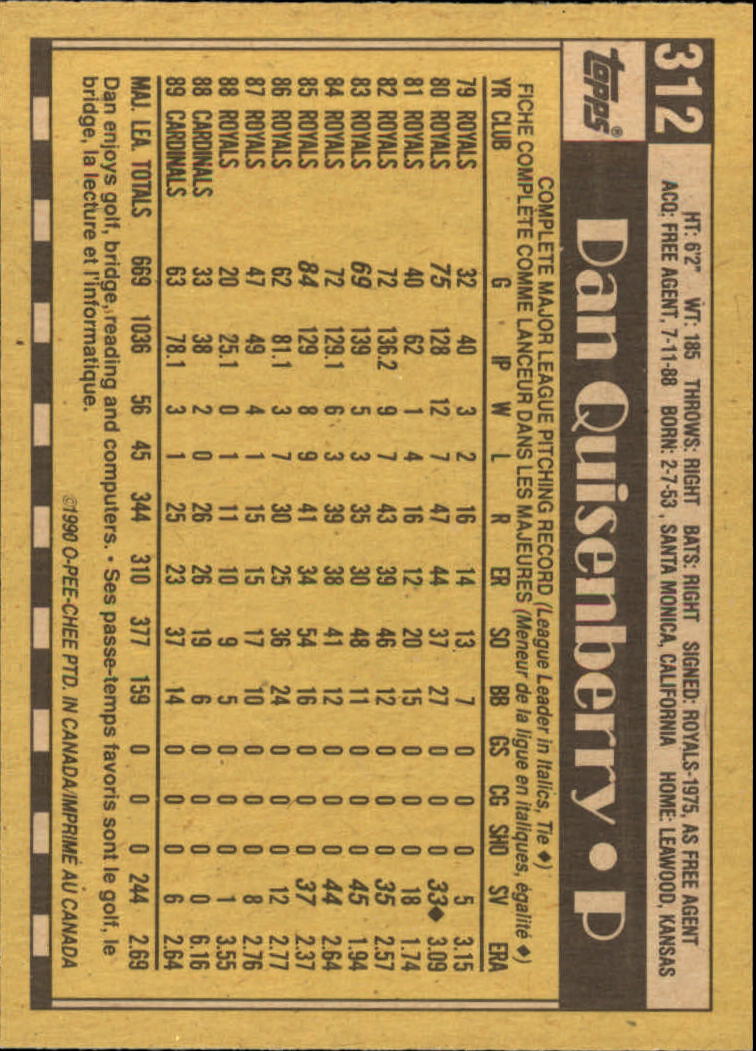 312
HT: 6'2" WT: 185 THROWS: RIGHT BATS: RIGHT SIGNED: ROYALS-1975, AS FREE AGENT
ACQ: FREE AGENT, 7-11-88 BORN: 2-7-53 , SANTA MONICA, CALIFORNIA HOME: LEAWOOD, KANSAS
topps® Dan Quisenberry • P
COMPLETE MAJOR LEAGUE PITCHING RECORD (League Leader in Italics, Tie ♦)
FICHE COMPLÈTE COMME LANCEUR DANS LES MAJEURES (Meneur de la ligue en italiques, égalité ♦)
YR CLUB G IP W L R ER SO BB GS CG SHO SV ERA
79 ROYALS 32 40 3 2 16 14 13 7 0 0 0 5 3.15
80 ROYALS 75 128 12 7 47 44 37 27 0 0 0 33♦ 3.09
81 ROYALS 40 62 1 4 16 12 20 15 0 0 0 18 1.74
82 ROYALS 72 136.2 9 7 43 39 46 12 0 0 0 35 2.57
83 ROYALS 69 139 5 3 35 30 48 11 0 0 0 45 1.94
84 ROYALS 72 129.1 6 3 39 38 41 12 0 0 0 44 2.64
85 ROYALS 84 129 8 9 41 34 54 16 0 0 0 37 2.37
86 ROYALS 62 81.1 3 7 30 25 36 24 0 0 0 12 2.77
87 ROYALS 47 49 4 1 15 15 17 10 0 0 0 8 2.76
88 ROYALS 20 25.1 0 1 11 10 9 5 0 0 0 1 3.55
88 CARDINALS 33 38 2 0 26 26 19 6 0 0 0 0 6.16
89 CARDINALS 63 78.1 3 1 25 23 37 14 0 0 0 6 2.64
MAJ. LEA. TOTALS 669 1036 56 45 344 310 377 159 0 0 0 244 2.69
Dan enjoys golf, bridge, reading and computers. • Ses passe-temps favoris sont le golf, le
bridge, la lecture et l'informatique.
©1990 O-PEE-CHEE PTD. IN CANADA/IMPRIMÉ AU CANADA